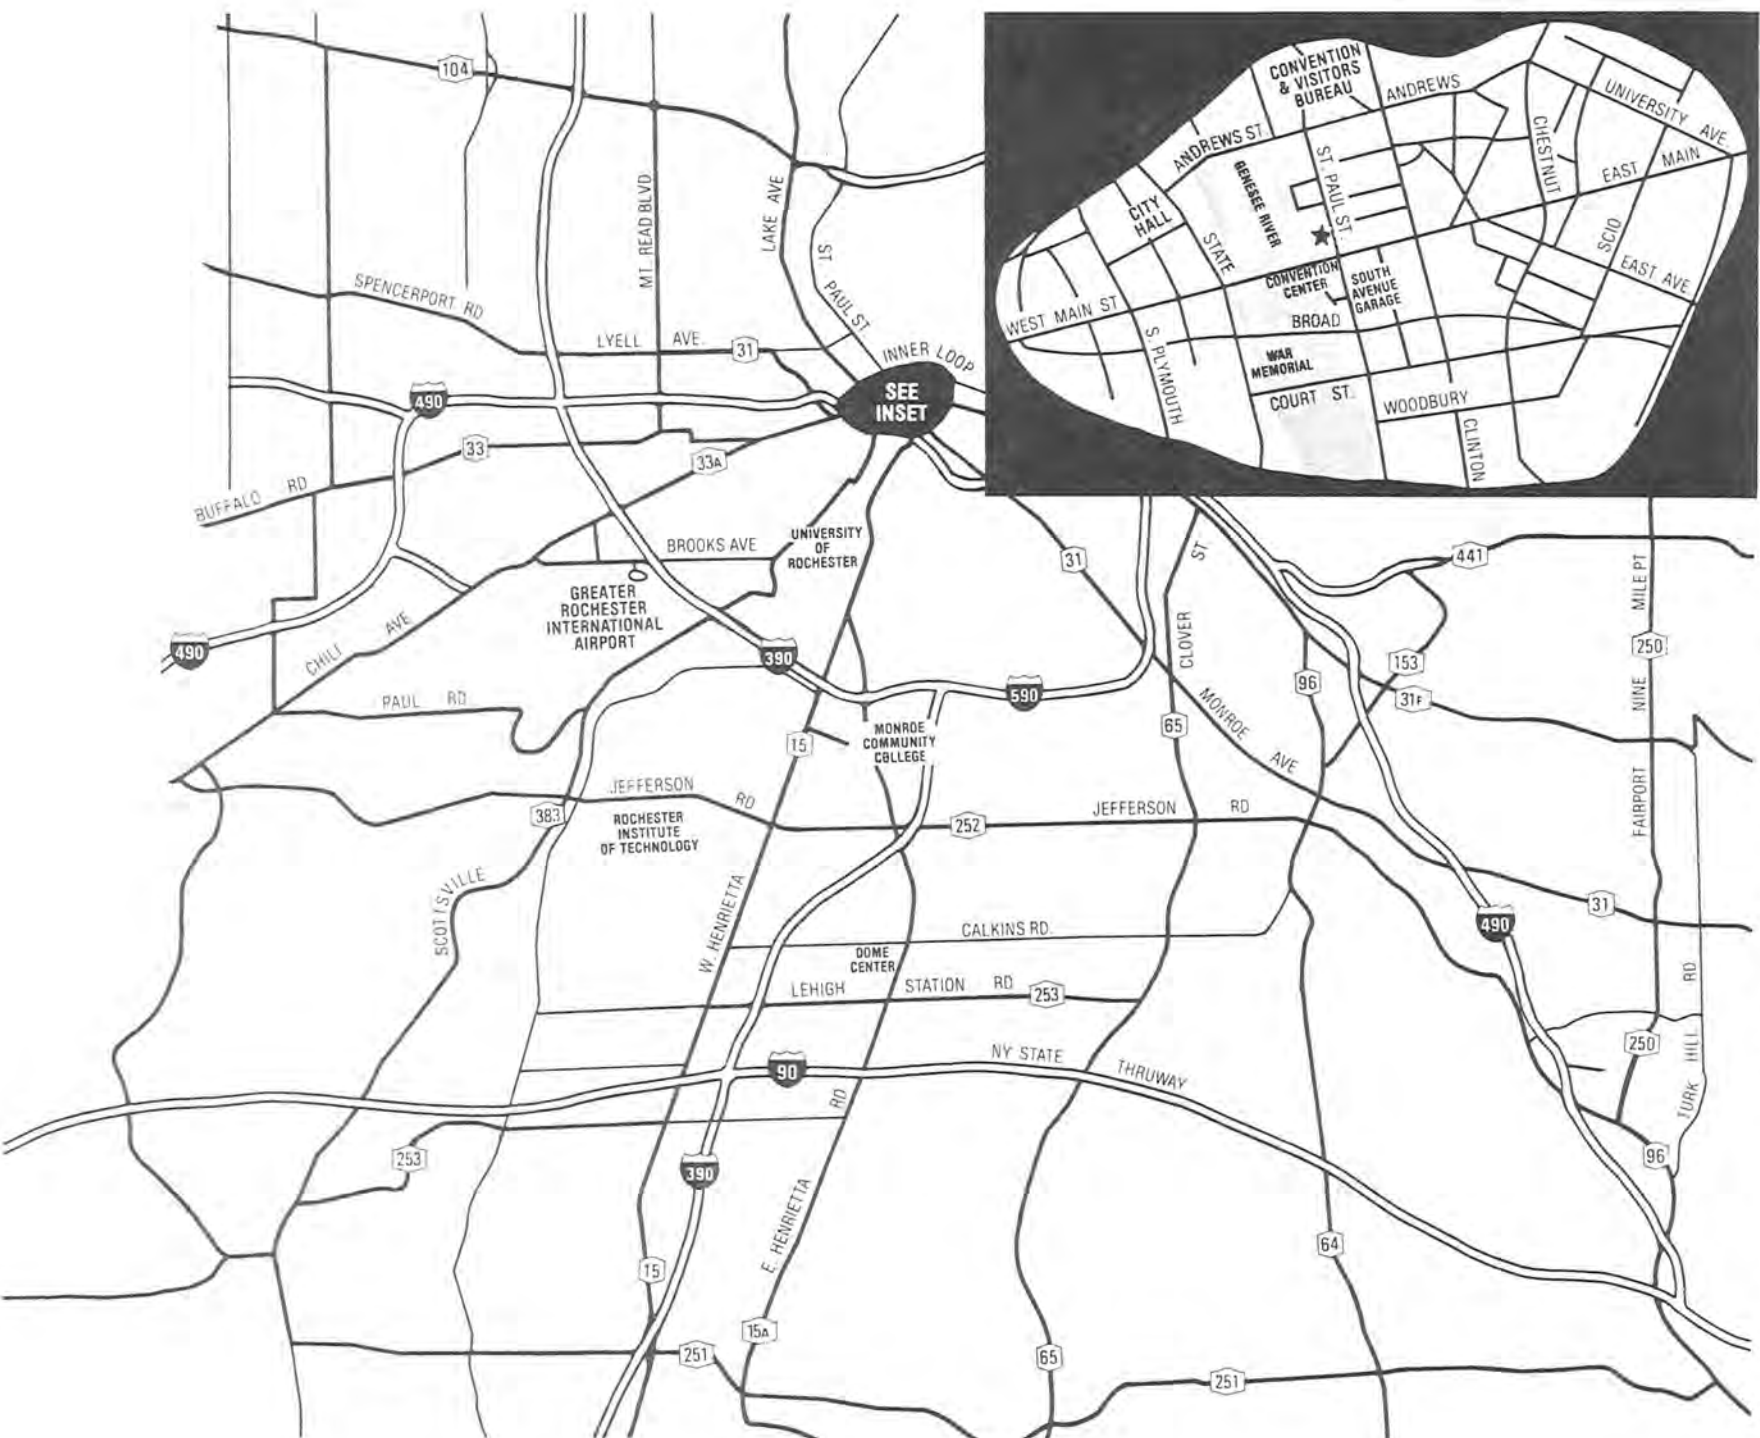 104
MT. READ BLVD
LAKE AVE
ST. PAUL ST.
SPENCERPORT RD
LYELL AVE.
31
INNER LOOP
SEE
INSET
490
33
33A
BUFFALO RD
BROOKS AVE
UNIVERSITY
OF
ROCHESTER
GREATER
ROCHESTER
INTERNATIONAL
AIRPORT
490
CHILI AVE
PAUL RD
390
590
15
MONROE
COMMUNITY
COLLEGE
31
ST.
CLOVER
65
MONROE AVE
96
441
153
31F
MILE PT
250
NINE
FAIRPORT
JEFFERSON RD
383
ROCHESTER
INSTITUTE
OF TECHNOLOGY
252
JEFFERSON RD
SCOTTSVILLE
W. HENRIETTA
CALKINS RD.
DOME
CENTER
LEHIGH STATION RD
253
31
490
RD
HILL
TURK
250
NY STATE THRUWAY
90
RD
253
390
96
E. HENRIETTA
15
64
15A
251
65
251
CONVENTION
& VISITORS
BUREAU
ANDREWS
UNIVERSITY AVE.
ANDREWS ST.
CHESTNUT
EAST MAIN
GENESEE RIVER
ST. PAUL ST.
CITY
HALL
STATE
SCIO
EAST AVE.
CONVENTION
CENTER
SOUTH
AVENUE
GARAGE
WEST MAIN ST
BROAD
S. PLYMOUTH
WAR
MEMORIAL
COURT ST.
WOODBURY
CLINTON